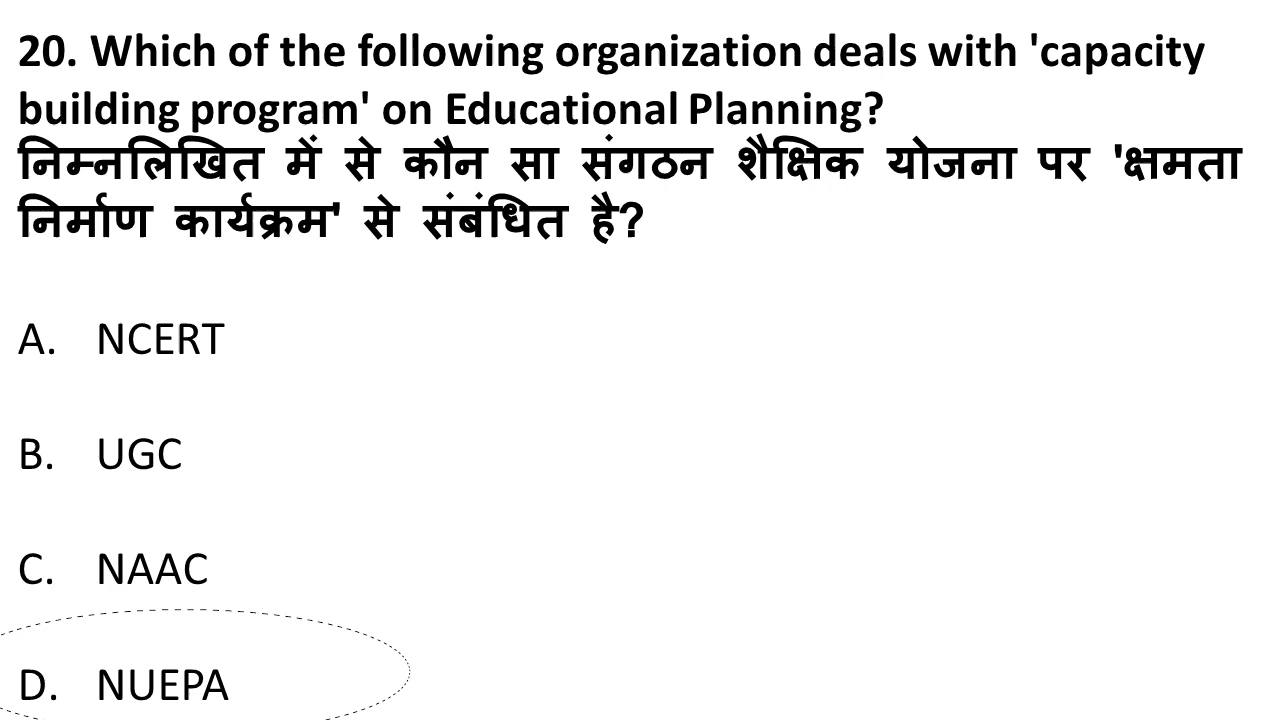 20. Which of the following organization deals with 'capacity
building program' on Educational Planning?
निम्नलिखित में से कौन सा संगठन शैक्षिक योजना पर 'क्षमता
निर्माण कार्यक्रम' से संबंधित है?
A. NCERT
B. UGC
C. NAAC
D. NUEPA